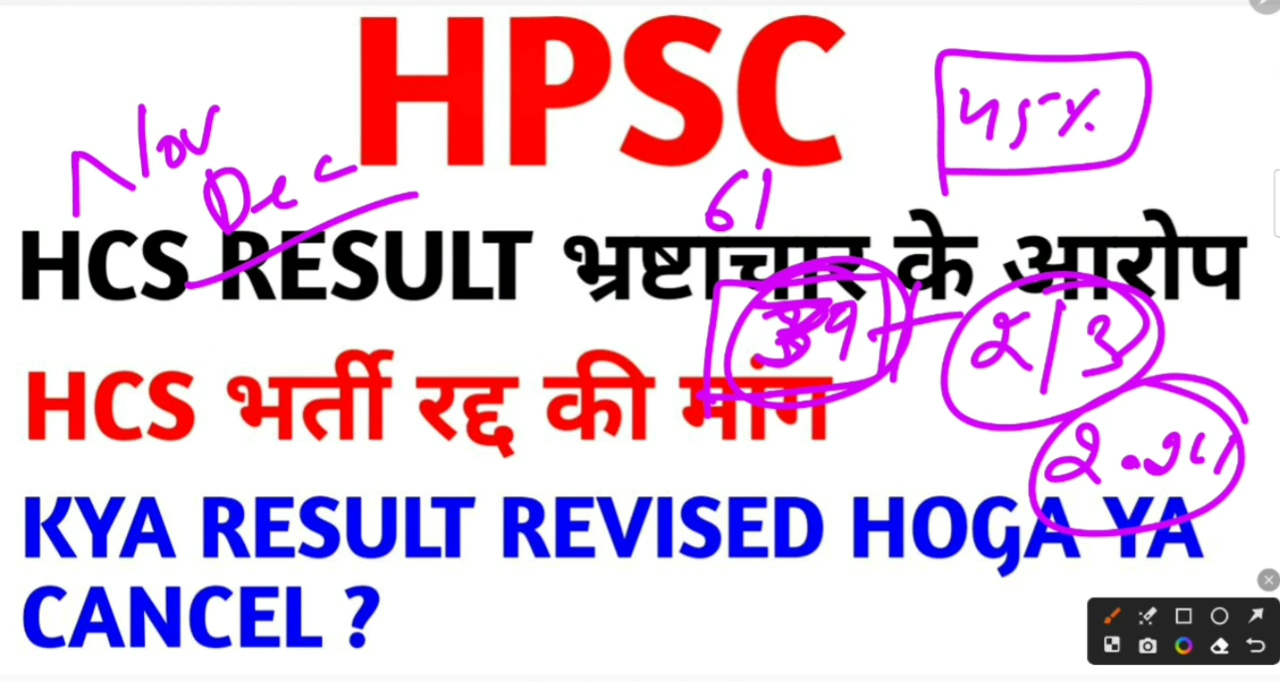 HPSC
45%
Nov
Dec
61
HCS RESULT भ्रष्टाचार के आरोप
39
2/3
HCS भर्ती रद्द की मांग
KYA RESULT REVISED HOGA YA
CANCEL ?